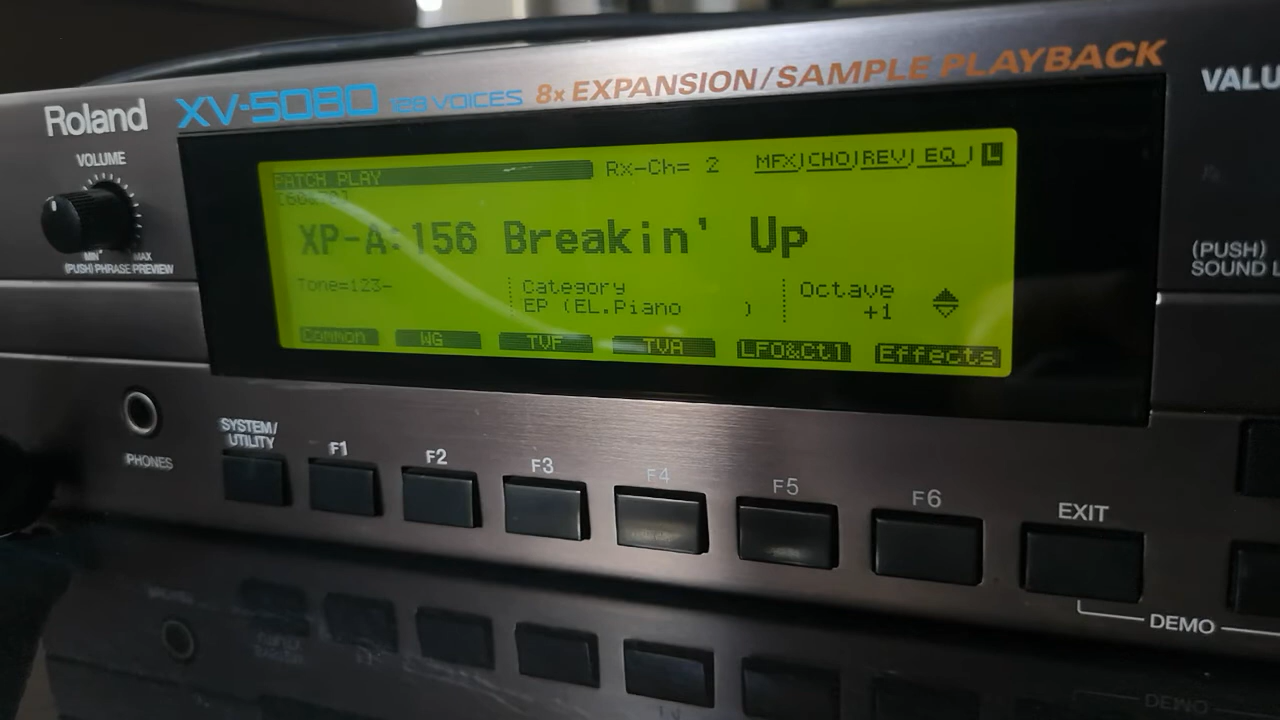 Roland XV-5080 128 VOICES 8x EXPANSION/SAMPLE PLAYBACK
VALU
VOLUME
MIN MAX
(PUSH) PHRASE PREVIEW
PATCH PLAY Rx-Ch= 2 MFX CHO REV EQ L
XP-A:156 Breakin' Up
Tone=123- Category Octave
EP (EL.Piano ) +1
Common WG TVF TVA LFO&Ctl Effects
(PUSH)
SOUND L
PHONES
SYSTEM/
UTILITY
F1 F2 F3 F4 F5 F6 EXIT
DEMO